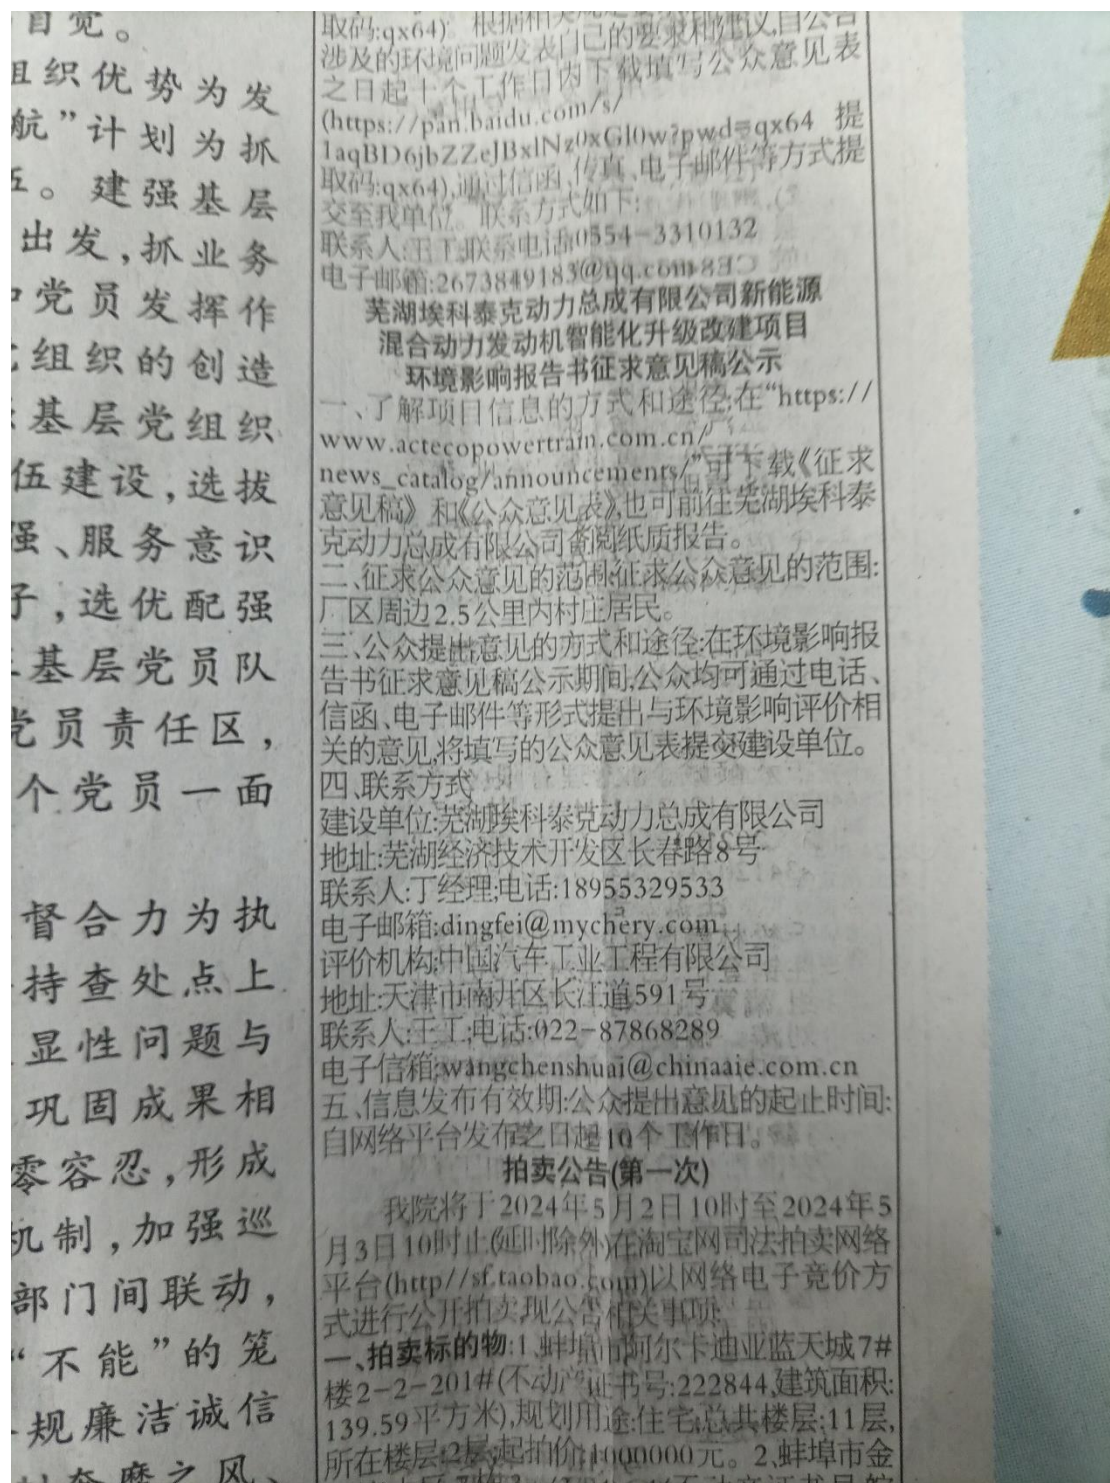 自觉。
组织优势为发
航”计划为抓
。建强基层
出发，抓业务
党员发挥作
组织的创造
基层党组织
伍建设，选拔
强、服务意识
子，选优配强
基层党员队
党员责任区，
个党员一面
督合力为执
持查处点上
显性问题与
巩固成果相
零容忍，形成
机制，加强巡
部门间联动，
“不能”的笼
规廉洁诚信
之风、
取码:qx64)。根据相关规定要求和建议,自公告
涉及的环境问题发表自己的要求和建议,自公告
之日起十个工作日内下载填写公众意见表
(https://pan.baidu.com/s/
1aqBD6jbZZeJBxlNz0xGl0w?pwd=qx64 提
取码:qx64),通过信函、传真、电子邮件等方式提
交至我单位。联系方式如下:
联系人:王工;联系电话:0554-3310132
电子邮箱:2673849183@qq.com
芜湖埃科泰克动力总成有限公司新能源
混合动力发动机智能化升级改建项目
环境影响报告书征求意见稿公示
一、了解项目信息的方式和途径:在“https://
www.actecopowertrain.com.cn/
news_catalog/announcements/”可下载《征求
意见稿》和《公众意见表》,也可前往芜湖埃科泰
克动力总成有限公司查阅纸质报告。
二、征求公众意见的范围:征求公众意见的范围:
厂区周边2.5公里内村庄居民。
三、公众提出意见的方式和途径:在环境影响报
告书征求意见稿公示期间,公众均可通过电话、
信函、电子邮件等形式提出与环境影响评价相
关的意见,将填写的公众意见表提交建设单位。
四、联系方式
建设单位:芜湖埃科泰克动力总成有限公司
地址:芜湖经济技术开发区长春路8号
联系人:丁经理;电话:18955329533
电子邮箱:dingfei@mychery.com
评价机构:中国汽车工业工程有限公司
地址:天津市南开区长江道591号
联系人:王工;电话:022-87868289
电子信箱:wangchenshuai@chinaaie.com.cn
五、信息发布有效期:公众提出意见的起止时间:
自网络平台发布之日起10个工作日。
拍卖公告(第一次)
我院将于2024年5月2日10时至2024年5
月3日10时止(延时除外)在淘宝网司法拍卖网络
平台(http//sf.taobao.com)以网络电子竞价方
式进行公开拍卖,现公告相关事项:
一、拍卖标的物:1、蚌埠市阿尔卡迪亚蓝天城7#
楼2-2-201#(不动产证书号:222844,建筑面积:
139.59平方米),规划用途:住宅;总共楼层:11层,
所在楼层:2层;起拍价:1000000元。2、蚌埠市金